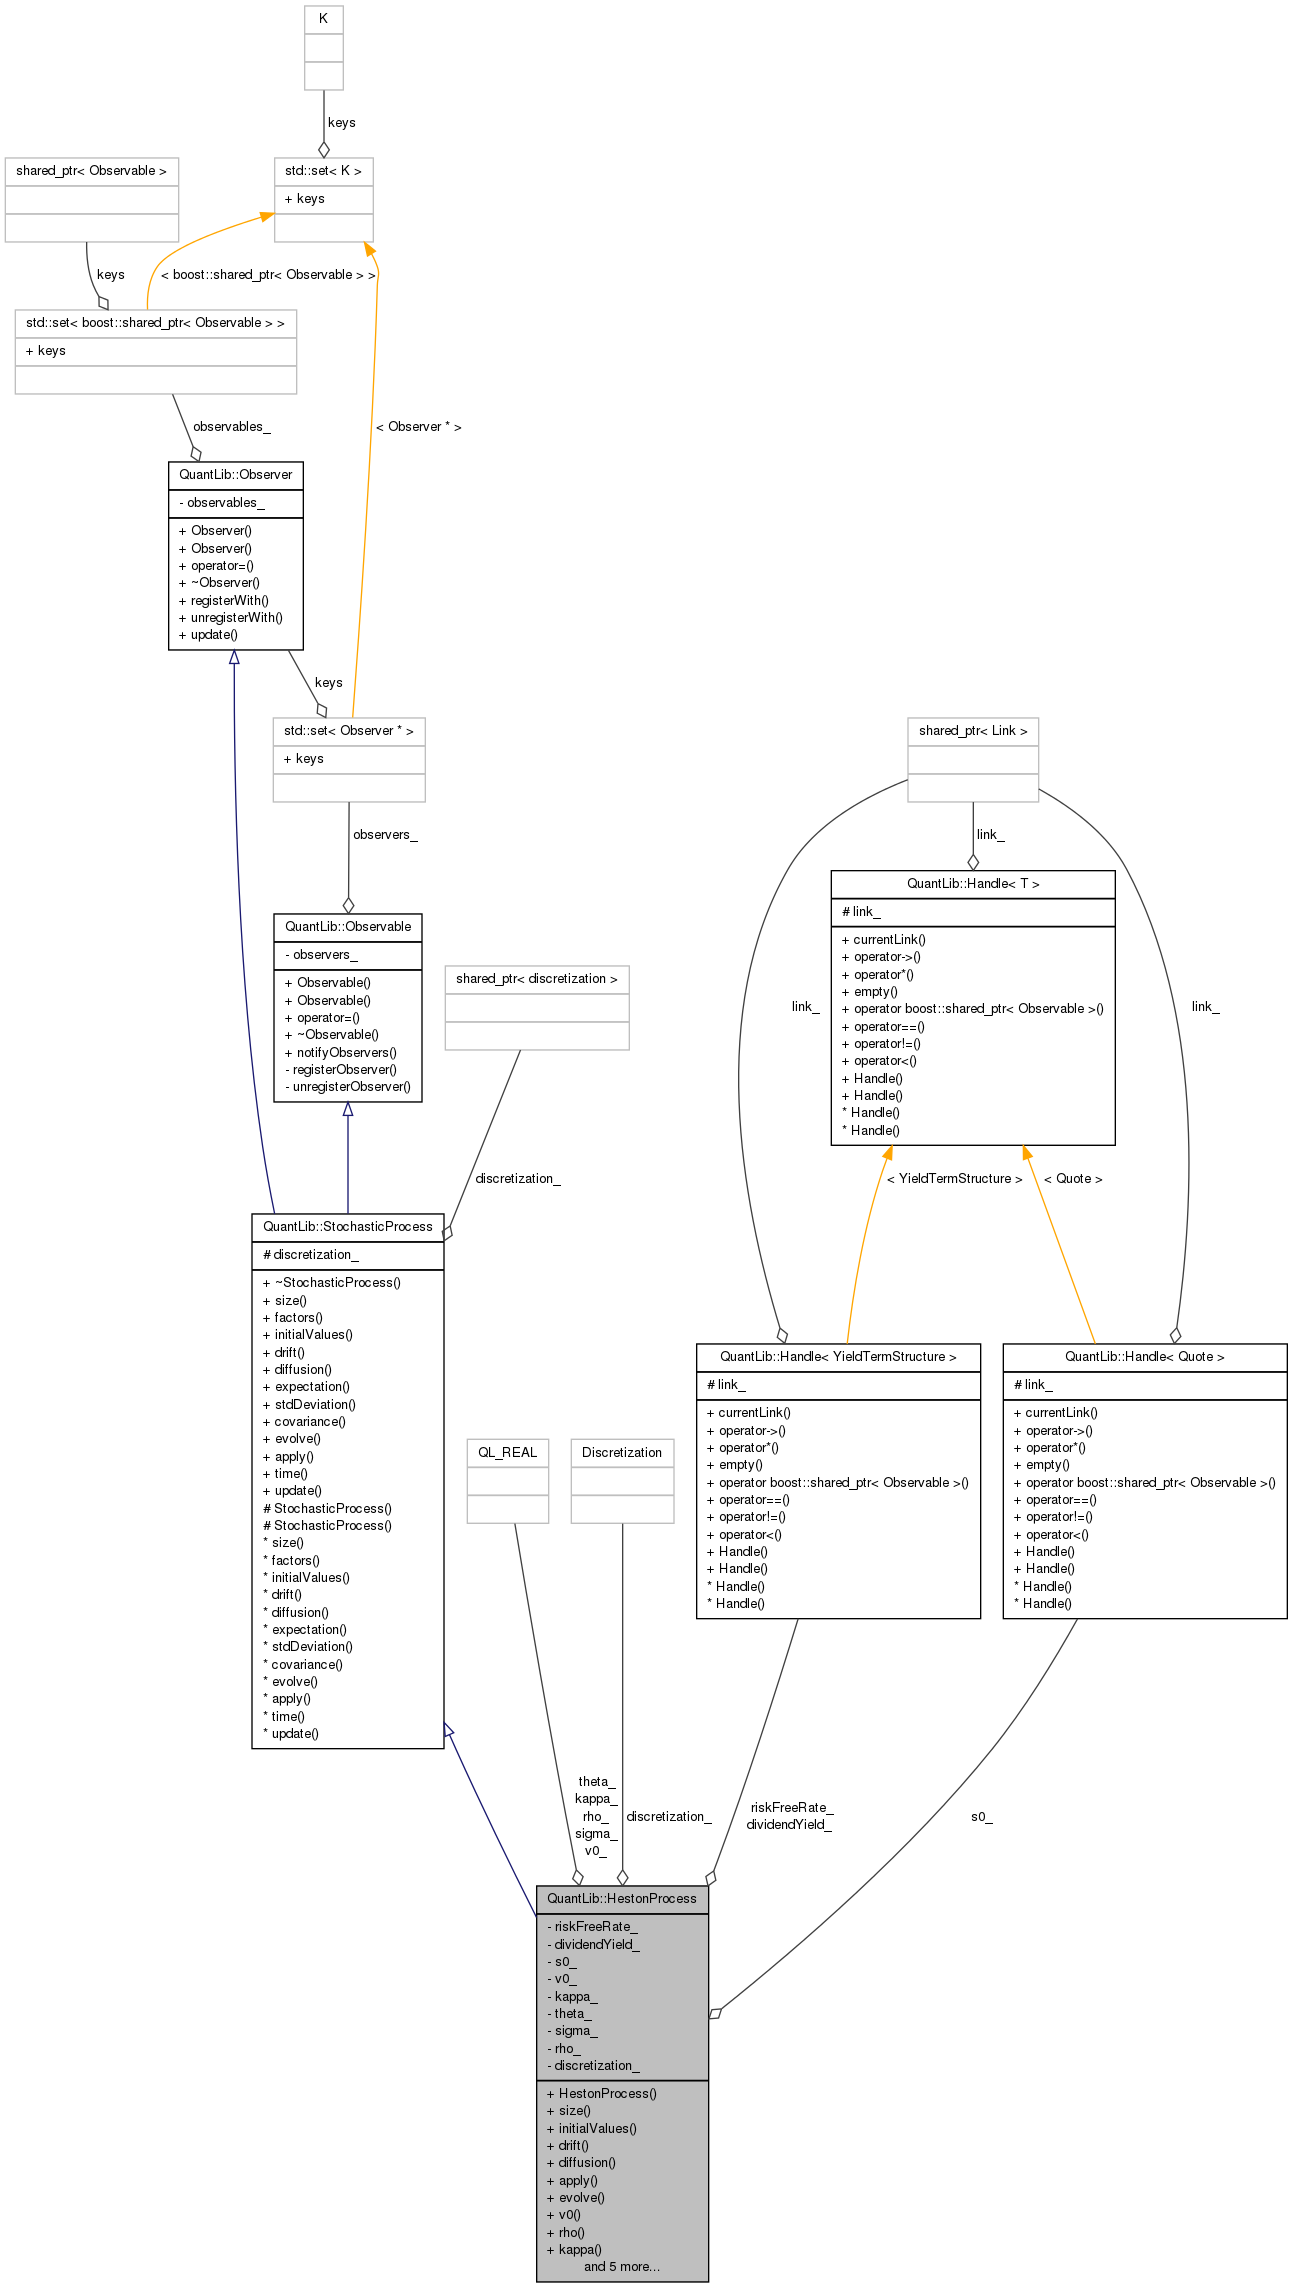 K
keys
shared_ptr< Observable >
std::set< K >
+ keys
keys
< boost::shared_ptr< Observable > >
std::set< boost::shared_ptr< Observable > >
+ keys
observables_
< Observer * >
QuantLib::Observer
- observables_
+ Observer()
+ Observer()
+ operator=()
+ ~Observer()
+ registerWith()
+ unregisterWith()
+ update()
keys
std::set< Observer * >
+ keys
observers_
QuantLib::Observable
- observers_
+ Observable()
+ Observable()
+ operator=()
+ ~Observable()
+ notifyObservers()
- registerObserver()
- unregisterObserver()
shared_ptr< discretization >
discretization_
shared_ptr< Link >
link_
QuantLib::Handle< T >
# link_
+ currentLink()
+ operator->()
+ operator*()
+ empty()
+ operator boost::shared_ptr< Observable >()
+ operator==()
+ operator!=()
+ operator<()
+ Handle()
+ Handle()
* Handle()
* Handle()
link_
link_
< YieldTermStructure >
< Quote >
QuantLib::StochasticProcess
# discretization_
+ ~StochasticProcess()
+ size()
+ factors()
+ initialValues()
+ drift()
+ diffusion()
+ expectation()
+ stdDeviation()
+ covariance()
+ evolve()
+ apply()
+ time()
+ update()
# StochasticProcess()
# StochasticProcess()
* size()
* factors()
* initialValues()
* drift()
* diffusion()
* expectation()
* stdDeviation()
* covariance()
* evolve()
* apply()
* time()
* update()
QL_REAL
Discretization
QuantLib::Handle< YieldTermStructure >
# link_
+ currentLink()
+ operator->()
+ operator*()
+ empty()
+ operator boost::shared_ptr< Observable >()
+ operator==()
+ operator!=()
+ operator<()
+ Handle()
+ Handle()
* Handle()
* Handle()
QuantLib::Handle< Quote >
# link_
+ currentLink()
+ operator->()
+ operator*()
+ empty()
+ operator boost::shared_ptr< Observable >()
+ operator==()
+ operator!=()
+ operator<()
+ Handle()
+ Handle()
* Handle()
* Handle()
theta_
kappa_
rho_
sigma_
v0_
discretization_
riskFreeRate_
dividendYield_
s0_
QuantLib::HestonProcess
- riskFreeRate_
- dividendYield_
- s0_
- v0_
- kappa_
- theta_
- sigma_
- rho_
- discretization_
+ HestonProcess()
+ size()
+ initialValues()
+ drift()
+ diffusion()
+ apply()
+ evolve()
+ v0()
+ rho()
+ kappa()
and 5 more...